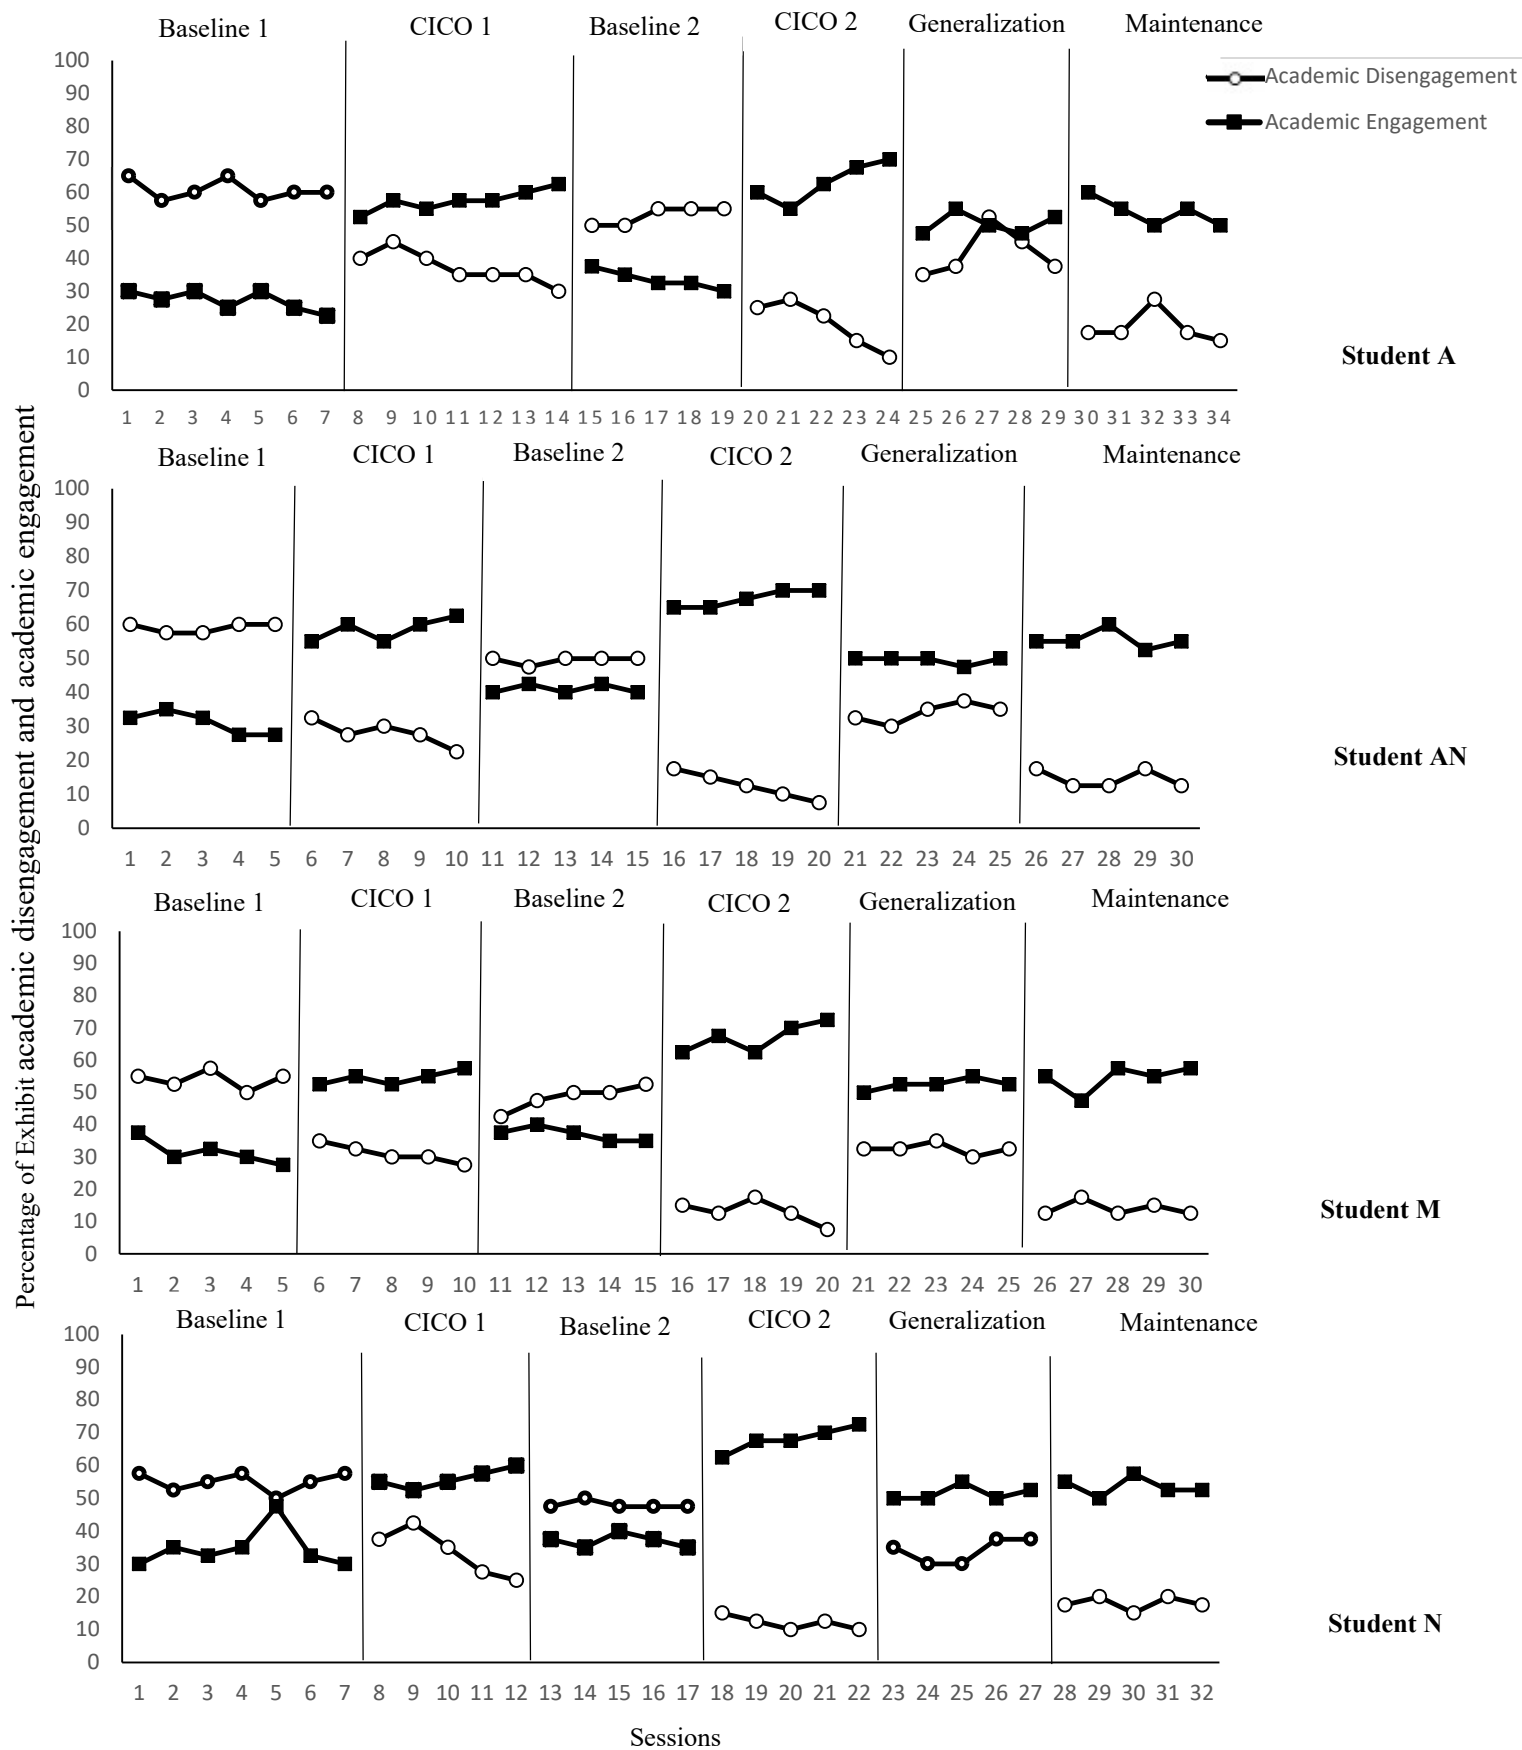 Baseline 1 CICO 1 Baseline 2 CICO 2 Generalization Maintenance
100
90
80
70
60
50
40
30
20
10
0
Academic Disengagement
Academic Engagement
Student A
1 2 3 4 5 6 7 8 9 10 11 12 13 14 15 16 17 18 19 20 21 22 23 24 25 26 27 28 29 30 31 32 33 34
Percentage of Exhibit academic disengagement and academic engagement
Baseline 1 CICO 1 Baseline 2 CICO 2 Generalization Maintenance
100
90
80
70
60
50
40
30
20
10
0
Student AN
1 2 3 4 5 6 7 8 9 10 11 12 13 14 15 16 17 18 19 20 21 22 23 24 25 26 27 28 29 30
Baseline 1 CICO 1 Baseline 2 CICO 2 Generalization Maintenance
100
90
80
70
60
50
40
30
20
10
0
Student M
1 2 3 4 5 6 7 8 9 10 11 12 13 14 15 16 17 18 19 20 21 22 23 24 25 26 27 28 29 30
Baseline 1 CICO 1 Baseline 2 CICO 2 Generalization Maintenance
100
90
80
70
60
50
40
30
20
10
0
Student N
1 2 3 4 5 6 7 8 9 10 11 12 13 14 15 16 17 18 19 20 21 22 23 24 25 26 27 28 29 30 31 32
Sessions